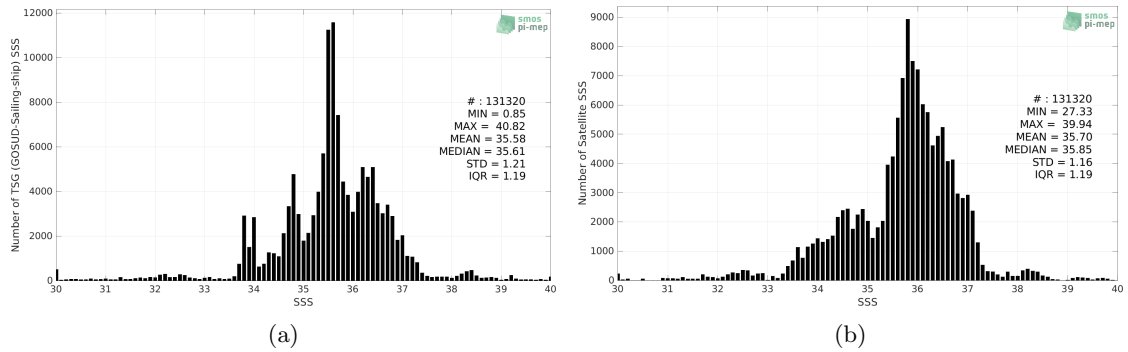 12000
10000
8000
6000
4000
2000
0
Number of TSG (GOSUD-Sailing-ship) SSS
smos
pi-mep
# : 131320
MIN = 0.85
MAX = 40.82
MEAN = 35.58
MEDIAN = 35.61
STD = 1.21
IQR = 1.19
30 31 32 33 34 35 36 37 38 39 40
SSS
(a)
9000
8000
7000
6000
5000
4000
3000
2000
1000
0
Number of Satellite SSS
smos
pi-mep
# : 131320
MIN = 27.33
MAX = 39.94
MEAN = 35.70
MEDIAN = 35.85
STD = 1.16
IQR = 1.19
30 31 32 33 34 35 36 37 38 39 40
SSS
(b)